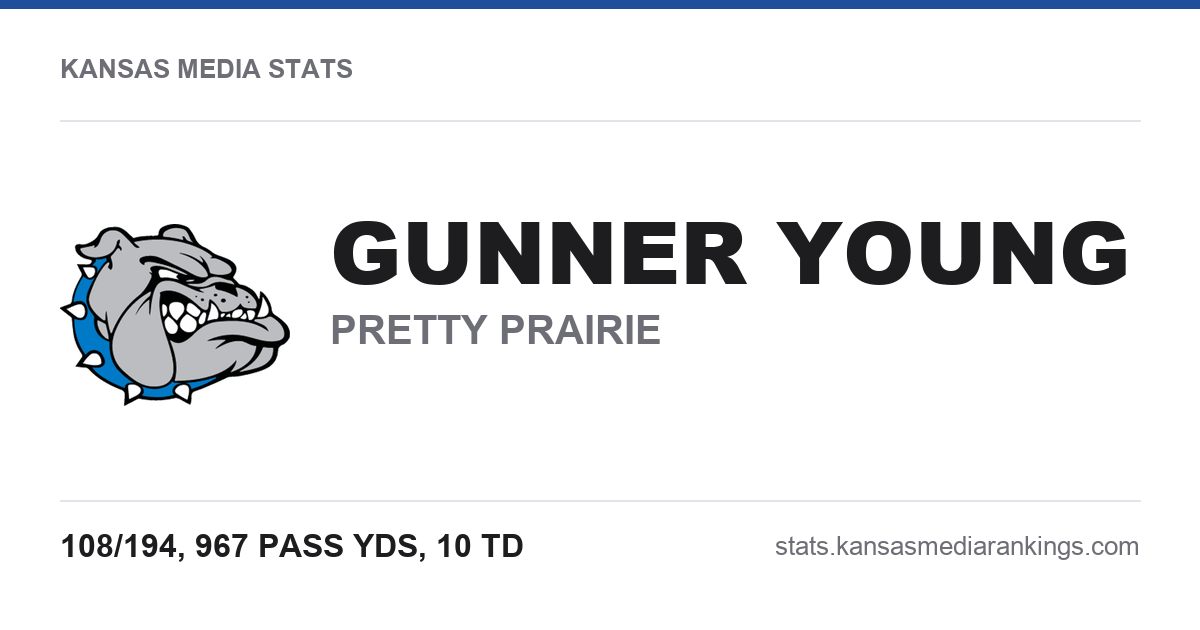 KANSAS MEDIA STATS
GUNNER YOUNG
PRETTY PRAIRIE
108/194, 967 PASS YDS, 10 TD
stats.kansasmediarankings.com